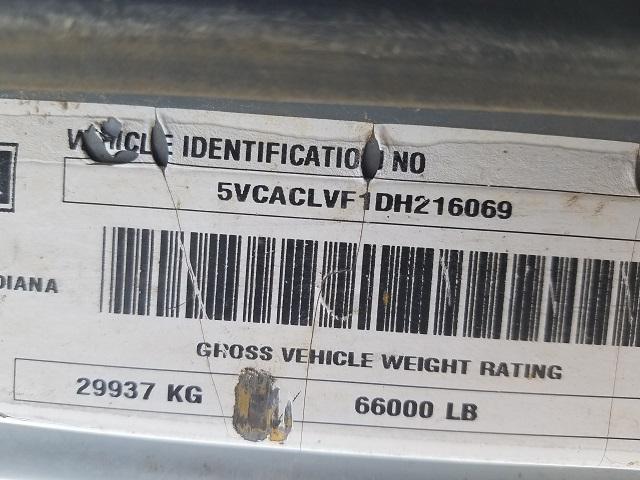 VEHICLE IDENTIFICATION NO
5VCACLVF1DH216069
DIANA
GROSS VEHICLE WEIGHT RATING
29937 KG 66000 LB